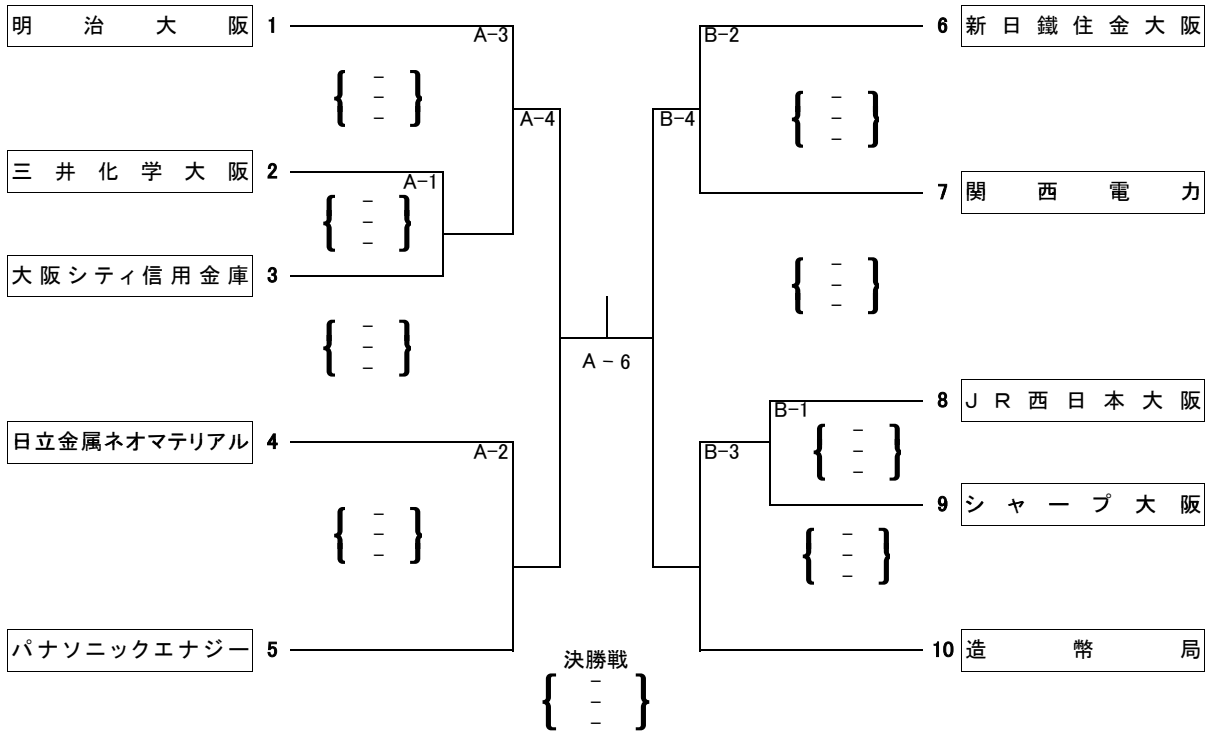 明治大阪 1
A-3
{ - - - }
A-4
三井化学大阪 2
A-1
{ - - - }
大阪シティ信用金庫 3
{ - - - }
日立金属ネオマテリアル 4
A-2
{ - - - }
パナソニックエナジー 5
A - 6
決勝戦
{ - - - }
6 新日鐵住金大阪
B-2
{ - - - }
B-4
7 関西電力
{ - - - }
8 JR西日本大阪
B-1
{ - - - }
B-3
9 シャープ大阪
{ - - - }
10 造幣局